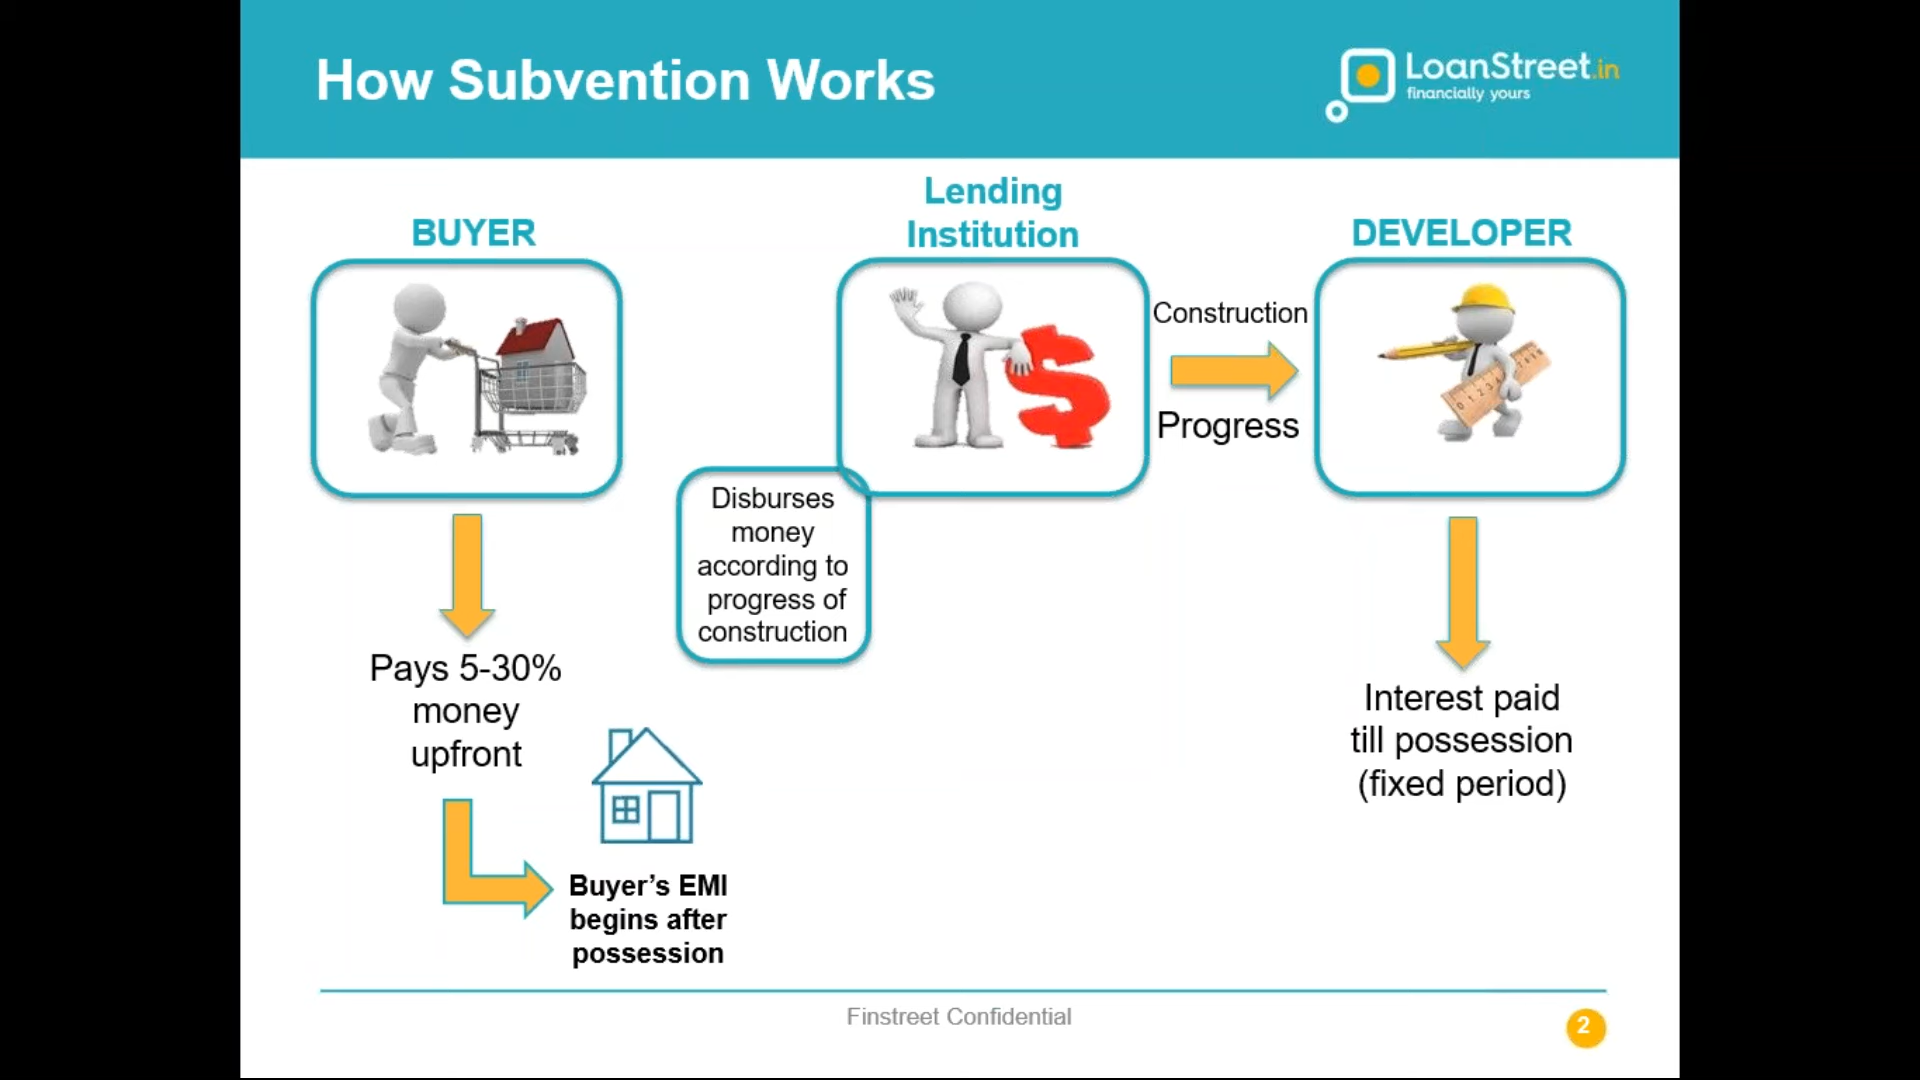 How Subvention Works
LoanStreet.in
financially yours
BUYER
Lending
Institution
DEVELOPER
Construction
Progress
Disburses
money
according to
progress of
construction
Pays 5-30%
money
upfront
Interest paid
till possession
(fixed period)
Buyer’s EMI
begins after
possession
Finstreet Confidential
2